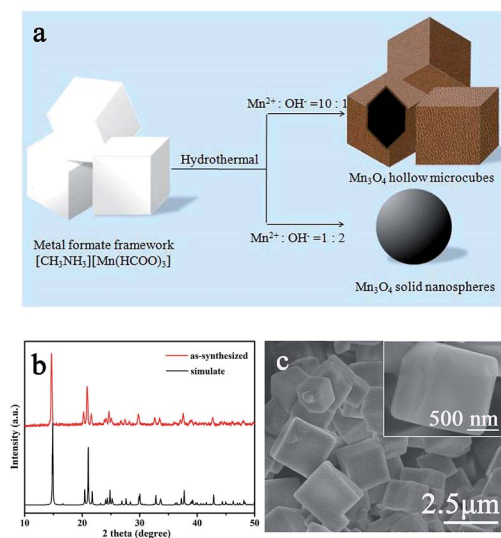 a
Mn2+ : OH- =10 : 1
Hydrothermal
Mn3O4 hollow microcubes
Mn2+ : OH- =1 : 2
Metal formate framework
[CH3NH3][Mn(HCOO)3]
Mn3O4 solid nanospheres
b
as-synthesized
simulate
Intensity (a.u.)
10 20 30 40 50
2 theta (degree)
c
500 nm
2.5μm